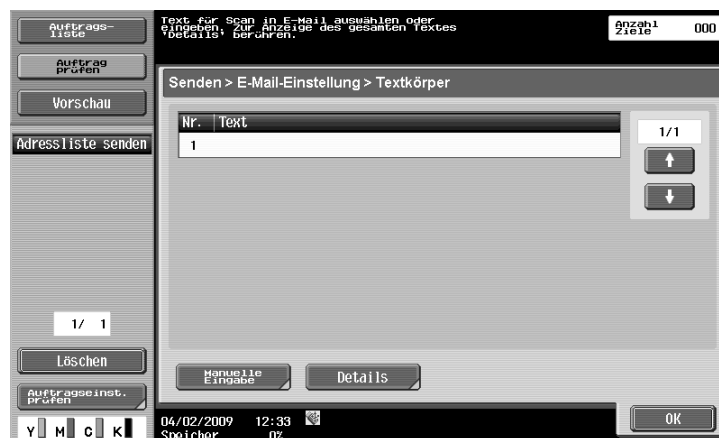 Auftrags-
liste
Auftrag
prüfen
Vorschau
Adressliste senden
1/ 1
Löschen
Auftragseinst.
prüfen
Y M C K
Text für Scan in E-Mail auswählen oder
eingeben. Zur Anzeige des gesamten Textes
'Details' berühren.
Anzahl
Ziele 000
Senden > E-Mail-Einstellung > Textkörper
Nr. Text
1
1/1
Manuelle
Eingabe
Details
04/02/2009 12:33
Speicher 0%
OK